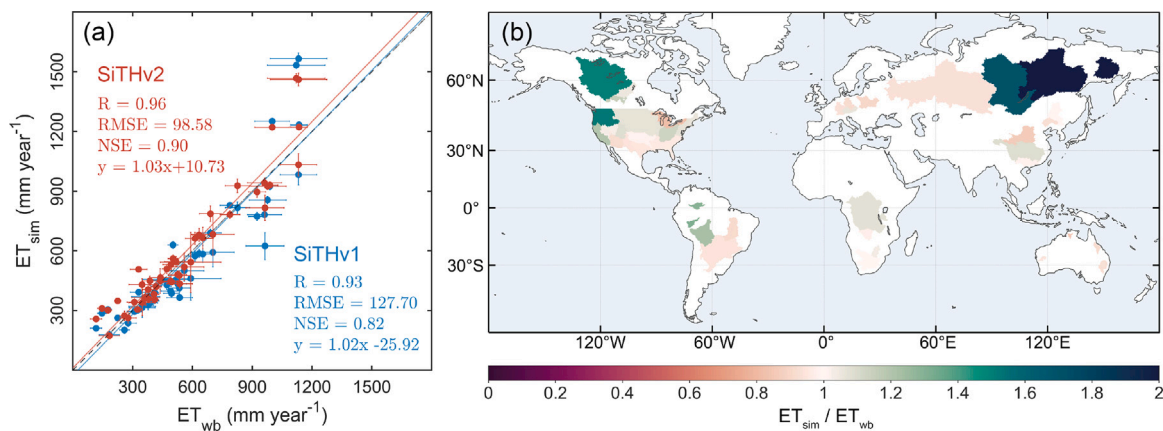 (a)
SiTHv2
R = 0.96
RMSE = 98.58
NSE = 0.90
y = 1.03x+10.73
SiTHv1
R = 0.93
RMSE = 127.70
NSE = 0.82
y = 1.02x -25.92
1500
1200
900
600
300
ET_sim (mm year⁻¹)
300 600 900 1200 1500
ET_wb (mm year⁻¹)
(b)
60°N
30°N
0°
30°S
120°W 60°W 0° 60°E 120°E
0 0.2 0.4 0.6 0.8 1 1.2 1.4 1.6 1.8 2
ET_sim / ET_wb